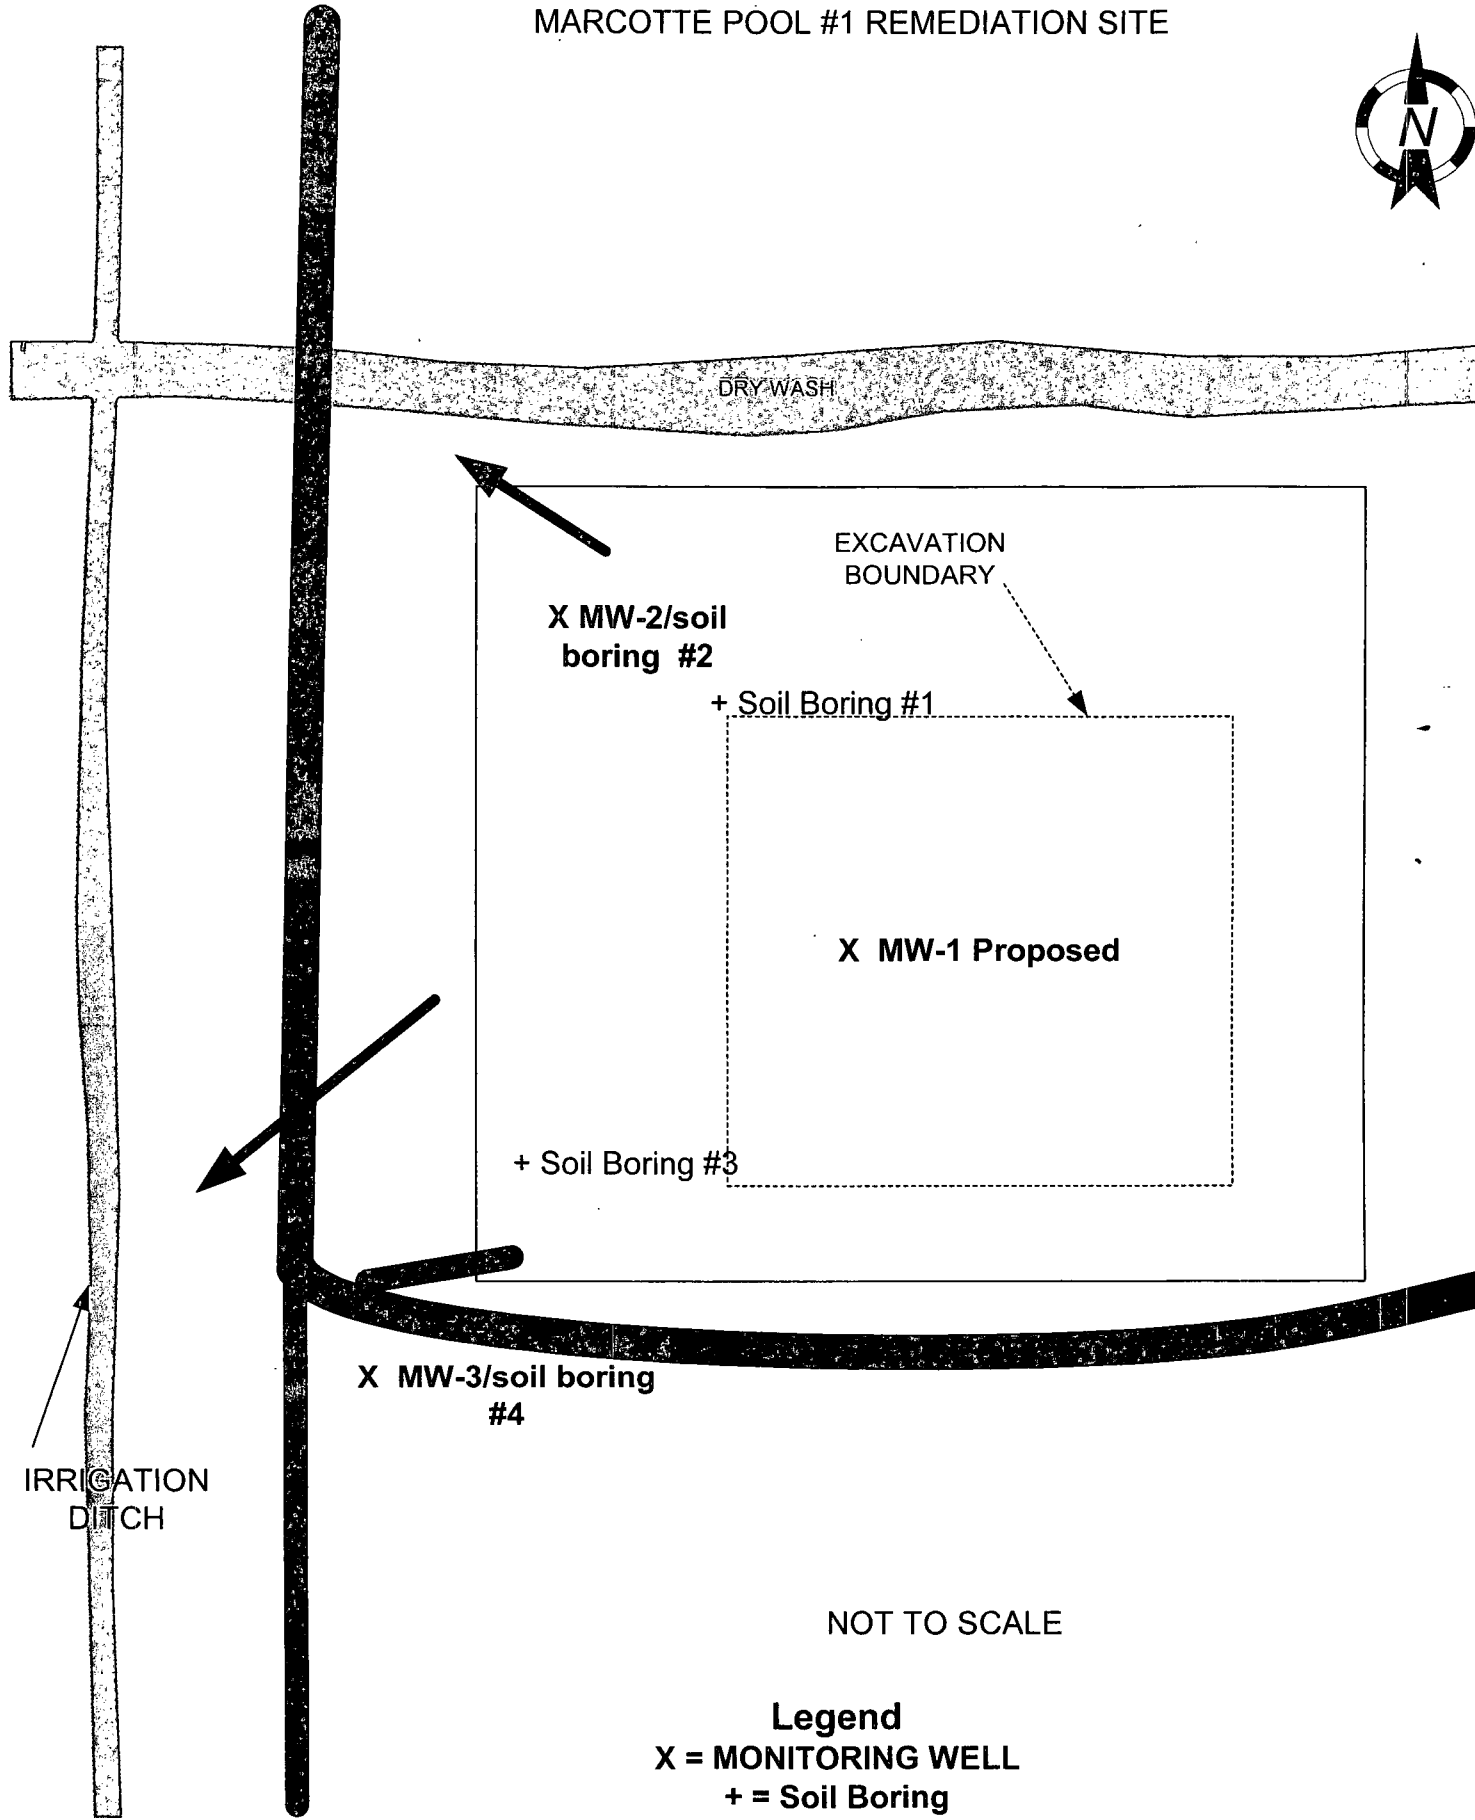 MARCOTTE POOL #1 REMEDIATION SITE
N
DRY WASH
EXCAVATION
BOUNDARY
X MW-2/soil
boring #2
+ Soil Boring #1
X MW-1 Proposed
+ Soil Boring #3
X MW-3/soil boring
#4
IRRIGATION
DITCH
NOT TO SCALE
Legend
X = MONITORING WELL
+ = Soil Boring